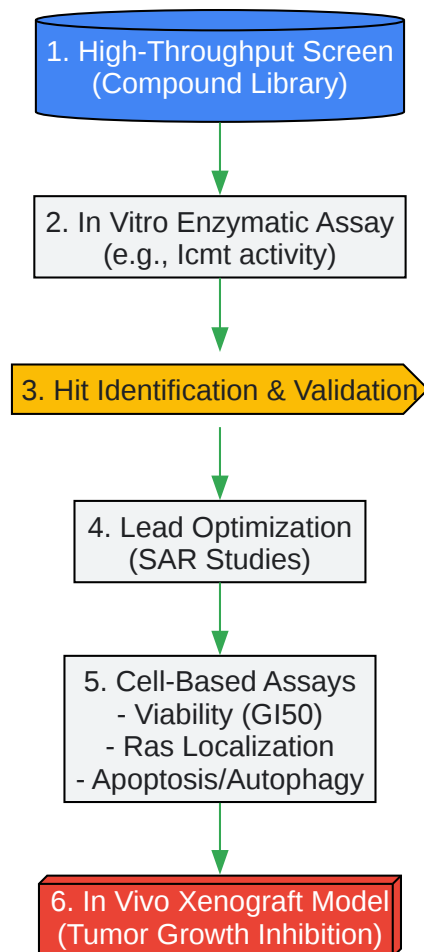 1. High-Throughput Screen
(Compound Library)
2. In Vitro Enzymatic Assay
(e.g., Icmt activity)
3. Hit Identification & Validation
4. Lead Optimization
(SAR Studies)
5. Cell-Based Assays
- Viability (GI50)
- Ras Localization
- Apoptosis/Autophagy
6. In Vivo Xenograft Model
(Tumor Growth Inhibition)